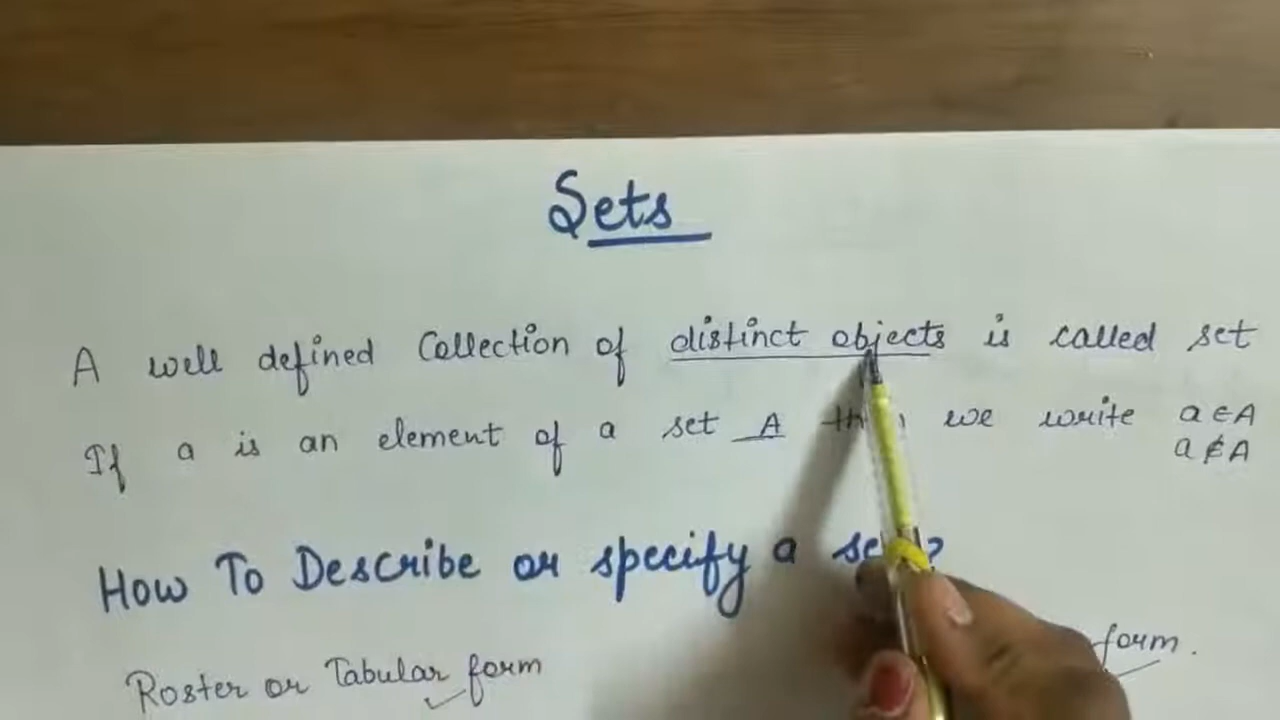 Sets
A well defined Collection of distinct objects is called set
If a is an element of a set A we write a ∈ A
a ∉ A
How To Describe or specify a
Roster or Tabular form
form.